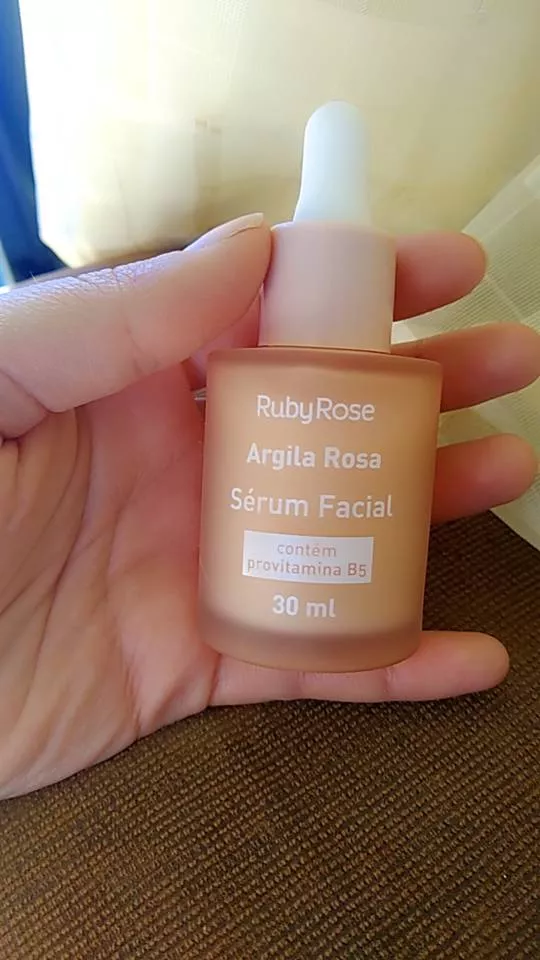 RubyRose
Argila Rosa
Sérum Facial
contém
provitamina B5
30 ml